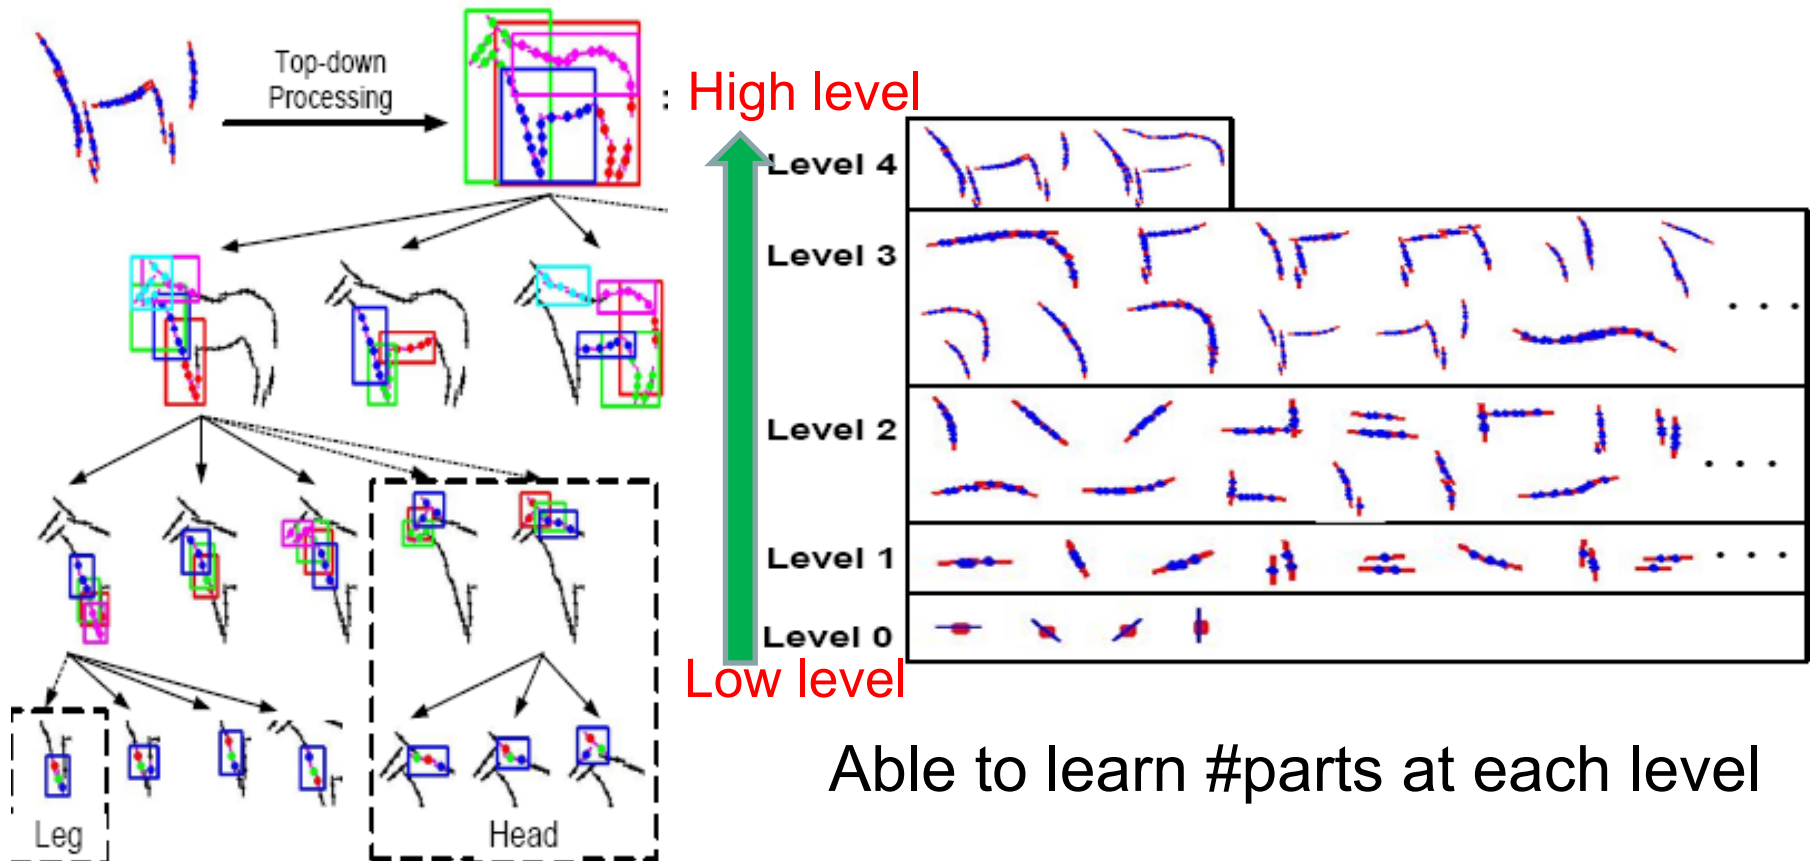 Top-down
Processing
:
High level
Level 4
Level 3
. . .
Level 2
. . .
Level 1
. . .
Level 0
Low level
Able to learn #parts at each level
Leg
Head